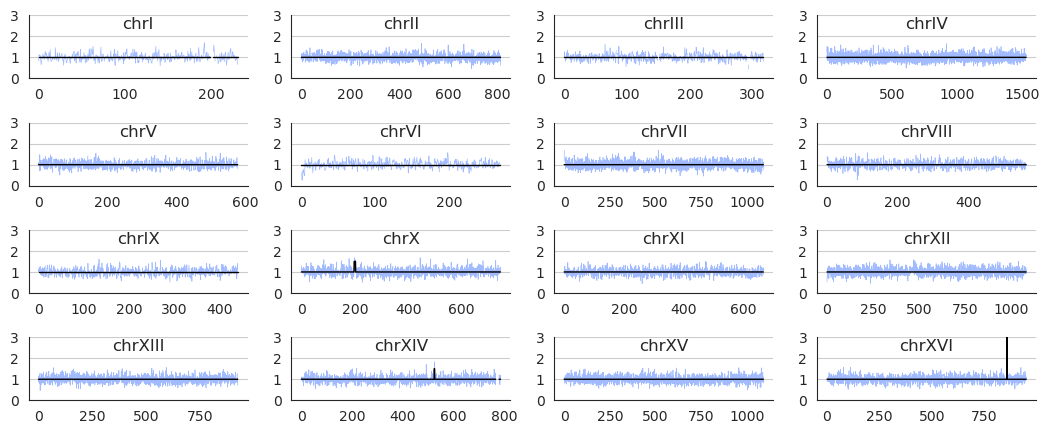 chrI chrII chrIII chrIV
3 3 3 3
2 2 2 2
1 1 1 1
0 0 0 0
0 100 200 0 200 400 600 800 0 100 200 300 0 500 1000 1500
chrV chrVI chrVII chrVIII
3 3 3 3
2 2 2 2
1 1 1 1
0 0 0 0
0 200 400 600 0 100 200 0 250 500 750 1000 0 200 400
chrIX chrX chrXI chrXII
3 3 3 3
2 2 2 2
1 1 1 1
0 0 0 0
0 100 200 300 400 0 200 400 600 0 200 400 600 0 250 500 750 1000
chrXIII chrXIV chrXV chrXVI
3 3 3 3
2 2 2 2
1 1 1 1
0 0 0 0
0 250 500 750 0 200 400 600 800 0 250 500 750 1000 0 250 500 750